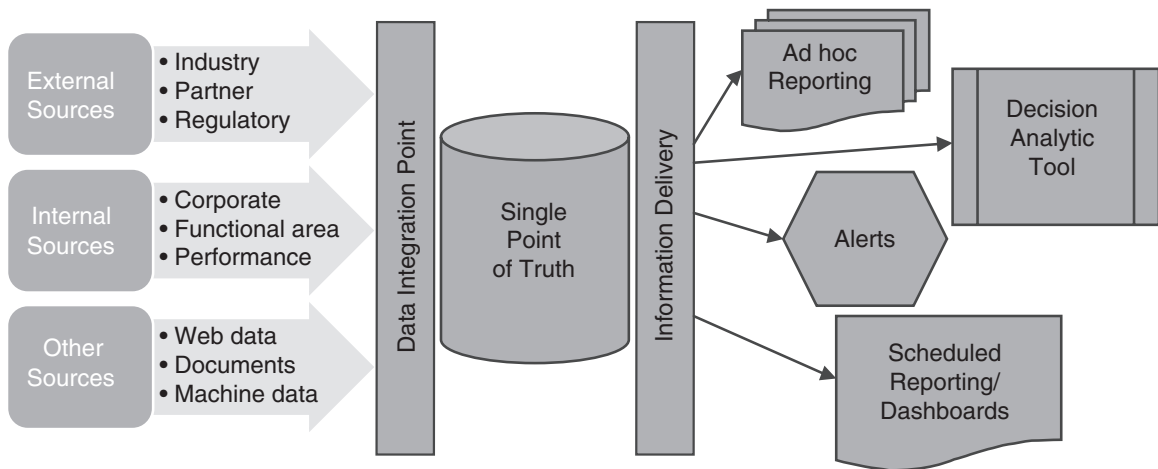 External
Sources
• Industry
• Partner
• Regulatory
Internal
Sources
• Corporate
• Functional area
• Performance
Other
Sources
• Web data
• Documents
• Machine data
Data Integration Point
Single
Point
of Truth
Information Delivery
Ad hoc
Reporting
Decision
Analytic
Tool
Alerts
Scheduled
Reporting/
Dashboards